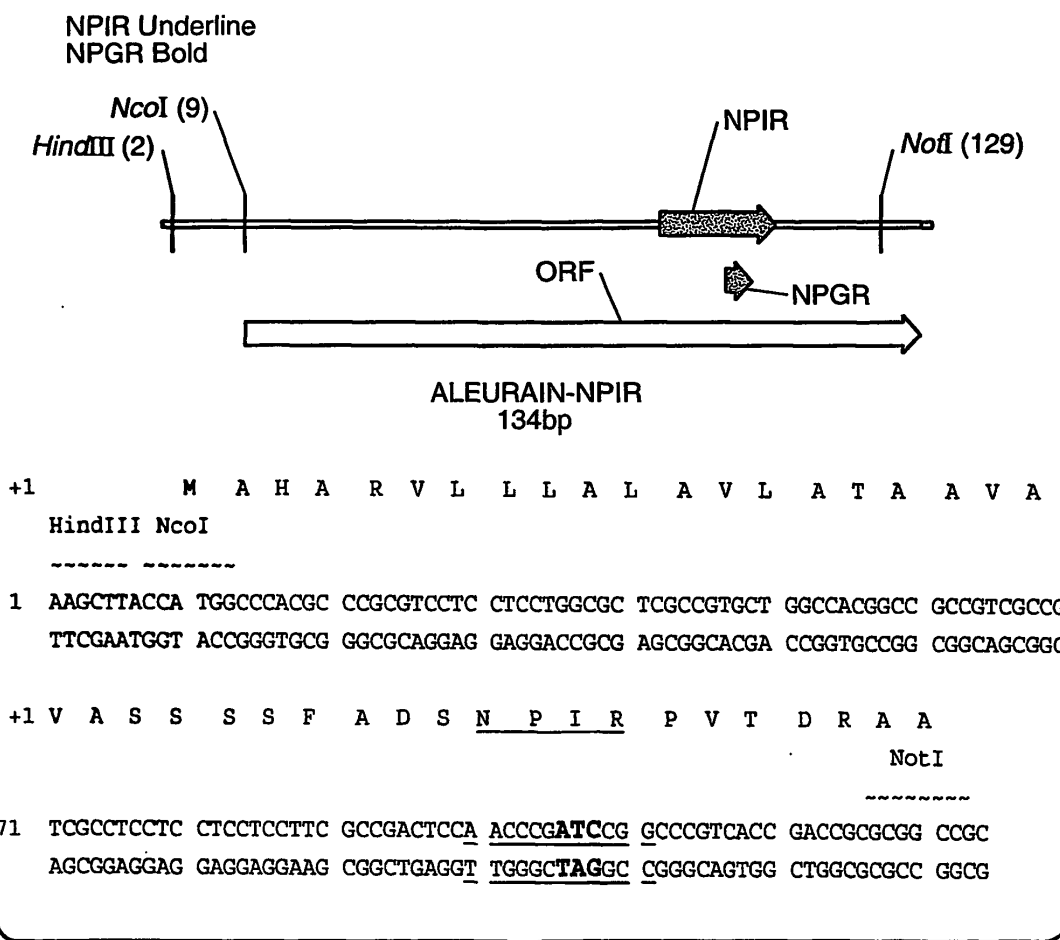 NPIR Underline
NPGR Bold
NcoI (9)
HindIII (2)
NPIR
NotI (129)
ORF
NPGR
ALEURAIN-NPIR
134bp
+1 M A H A R V L L L A L A V L A T A A V A
HindIII NcoI
~~~~~~ ~~~~~~~
1 AAGCTTACCA TGGCCCACGC CCGCGTCCTC CTCCTGGCGC TCGCCGTGCT GGCCACGGCC GCCGTCGCCG
TTCGAATGGT ACCGGGTGCG GGCGCAGGAG GAGGACCGCG AGCGGCACGA CCGGTGCCGG CGGCAGCGGC
+1 V A S S S S F A D S N P I R P V T D R A A
NotI
~~~~~~~~
71 TCGCCTCCTC CTCCTCCTTC GCCGACTCCA ACCCGATCCG GCCCGTCACC GACCGCGCGG CCGC
AGCGGAGGAG GAGGAGGAAG CGGCTGAGGT TGGGCTAGGC CGGGCAGTGG CTGGCGCGCC GGCG